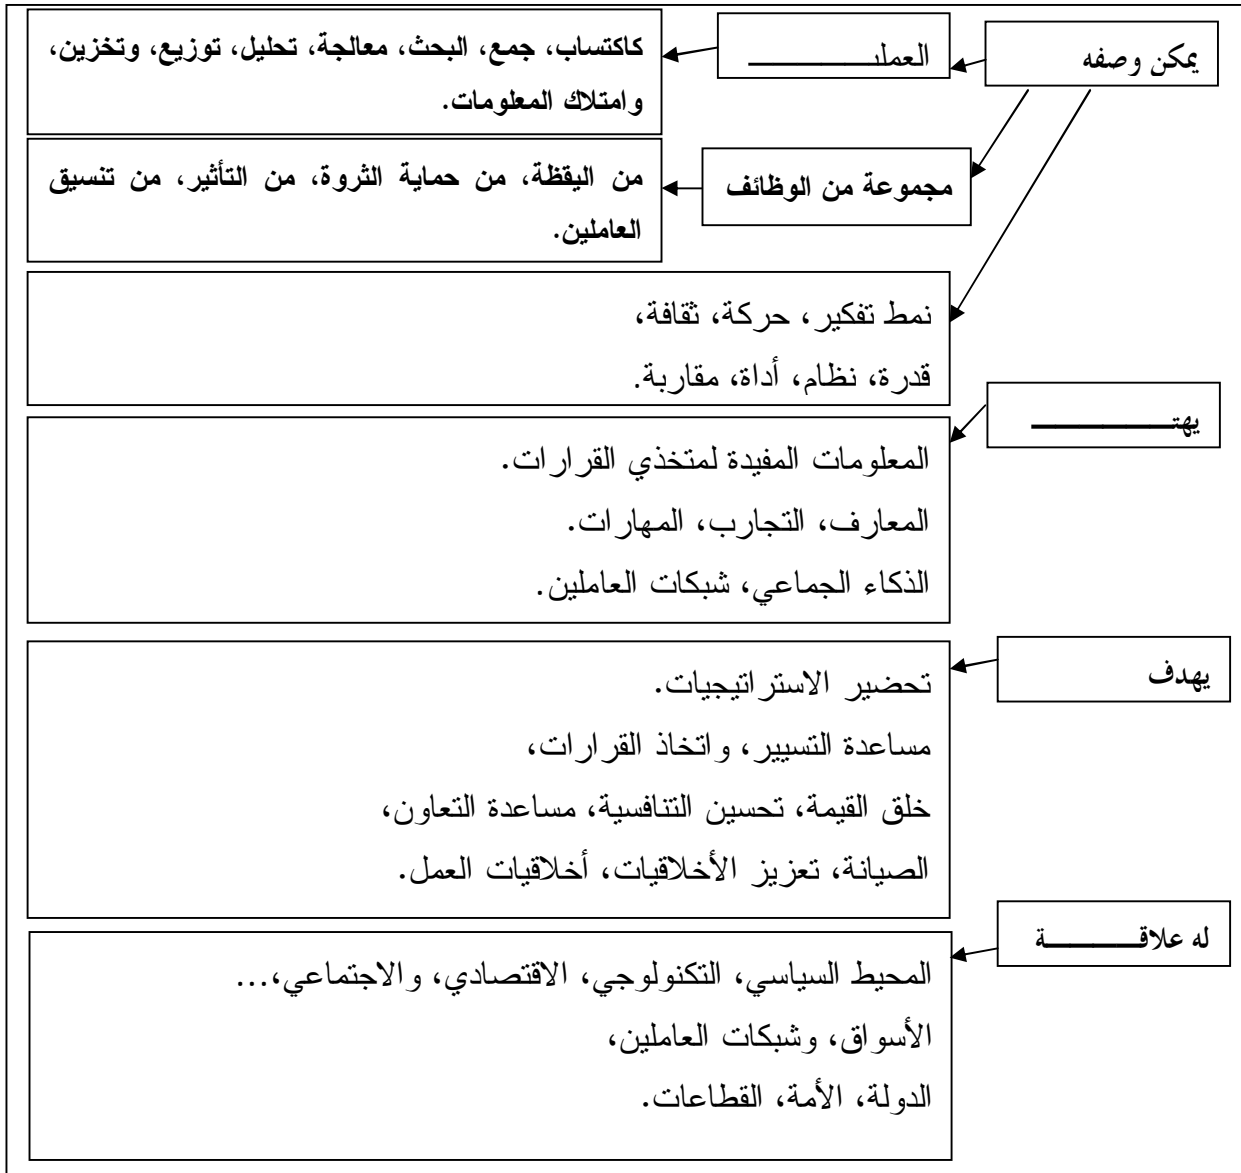 يمكن وصفه
العملـــــــــــ
كاكتساب، جمع، البحث، معالجة، تحليل، توزيع، وتخزين،
وامتلاك المعلومات.
مجموعة من الوظائف
من اليقظة، من حماية الثروة، من التأثير، من تنسيق
العاملين.
نمط تفكير، حركة، ثقافة،
قدرة، نظام، أداة، مقاربة.
يهتـــــــــــ
المعلومات المفيدة لمتخذي القرارات.
المعارف، التجارب، المهارات.
الذكاء الجماعي، شبكات العاملين.
يهدف
تحضير الاستراتيجيات.
مساعدة التسيير، واتخاذ القرارات،
خلق القيمة، تحسين التنافسية، مساعدة التعاون،
الصيانة، تعزيز الأخلاقيات، أخلاقيات العمل.
له علاقــــــــة
المحيط السياسي، التكنولوجي، الاقتصادي، والاجتماعي،...
الأسواق، وشبكات العاملين،
الدولة، الأمة، القطاعات.